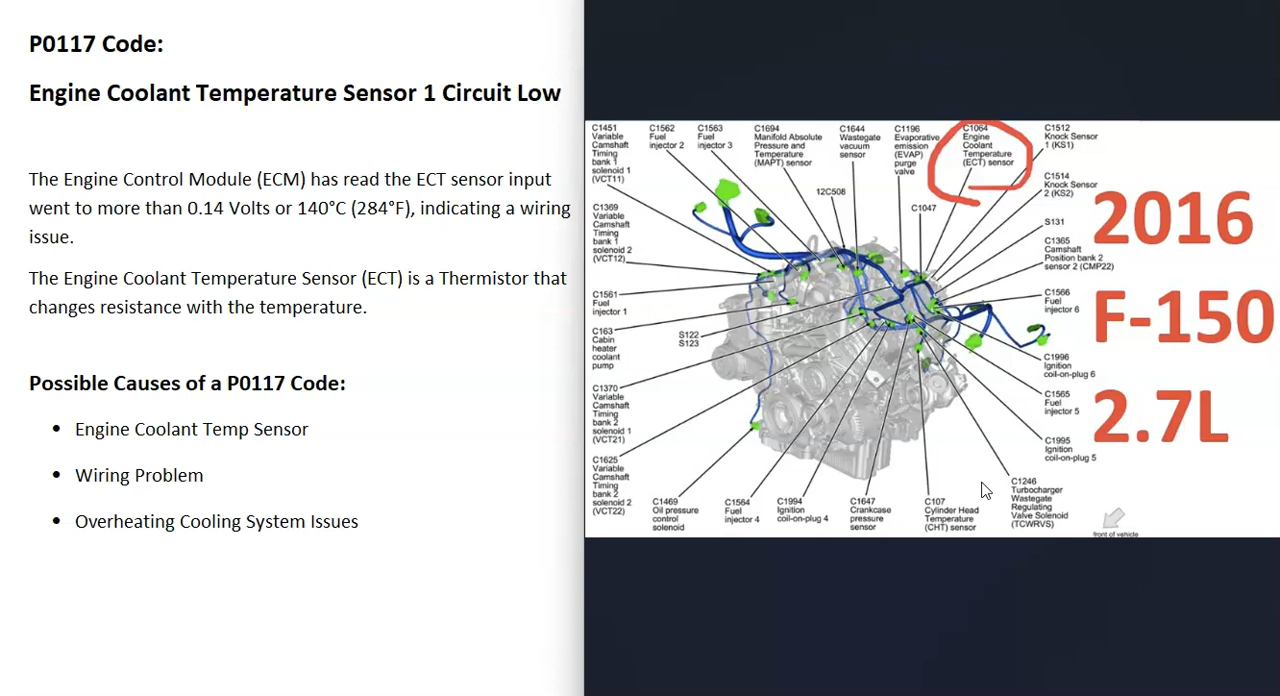 P0117 Code:
Engine Coolant Temperature Sensor 1 Circuit Low
The Engine Control Module (ECM) has read the ECT sensor input
went to more than 0.14 Volts or 140°C (284°F), indicating a wiring
issue.
The Engine Coolant Temperature Sensor (ECT) is a Thermistor that
changes resistance with the temperature.
Possible Causes of a P0117 Code:
• Engine Coolant Temp Sensor
• Wiring Problem
• Overheating Cooling System Issues
C1451
Variable
Camshaft
Timing
bank 1
solenoid 1
(VCT11)
C1562
Fuel
injector 2
C1563
Fuel
injector 3
C1694
Manifold Absolute
Pressure and
Temperature
(MAPT) sensor
C1644
Wastegate
vacuum
sensor
C1196
Evaporative
emission
(EVAP)
purge
valve
C1064
Engine
Coolant
Temperature
(ECT) sensor
C1512
Knock Sensor
1 (KS1)
C1514
Knock Sensor
2 (KS2)
12C508
C1047
S131
C1369
Variable
Camshaft
Timing
bank 1
solenoid 2
(VCT12)
C1365
Camshaft
Position bank 2
sensor 2 (CMP22)
C1561
Fuel
injector 1
C1566
Fuel
injector 6
C163
Cabin
heater
coolant
pump
S122
S123
C1996
Ignition
coil-on-plug 6
C1370
Variable
Camshaft
Timing
bank 2
solenoid 1
(VCT21)
C1565
Fuel
injector 5
C1995
Ignition
coil-on-plug 5
C1625
Variable
Camshaft
Timing
bank 2
solenoid 2
(VCT22)
C1469
Oil pressure
control
solenoid
C1564
Fuel
injector 4
C1994
Ignition
coil-on-plug 4
C1647
Crankcase
pressure
sensor
C107
Cylinder Head
Temperature
(CHT) sensor
C1246
Turbocharger
Wastegate
Regulating
Valve Solenoid
(TCWRVS)
front of vehicle
2016
F-150
2.7L